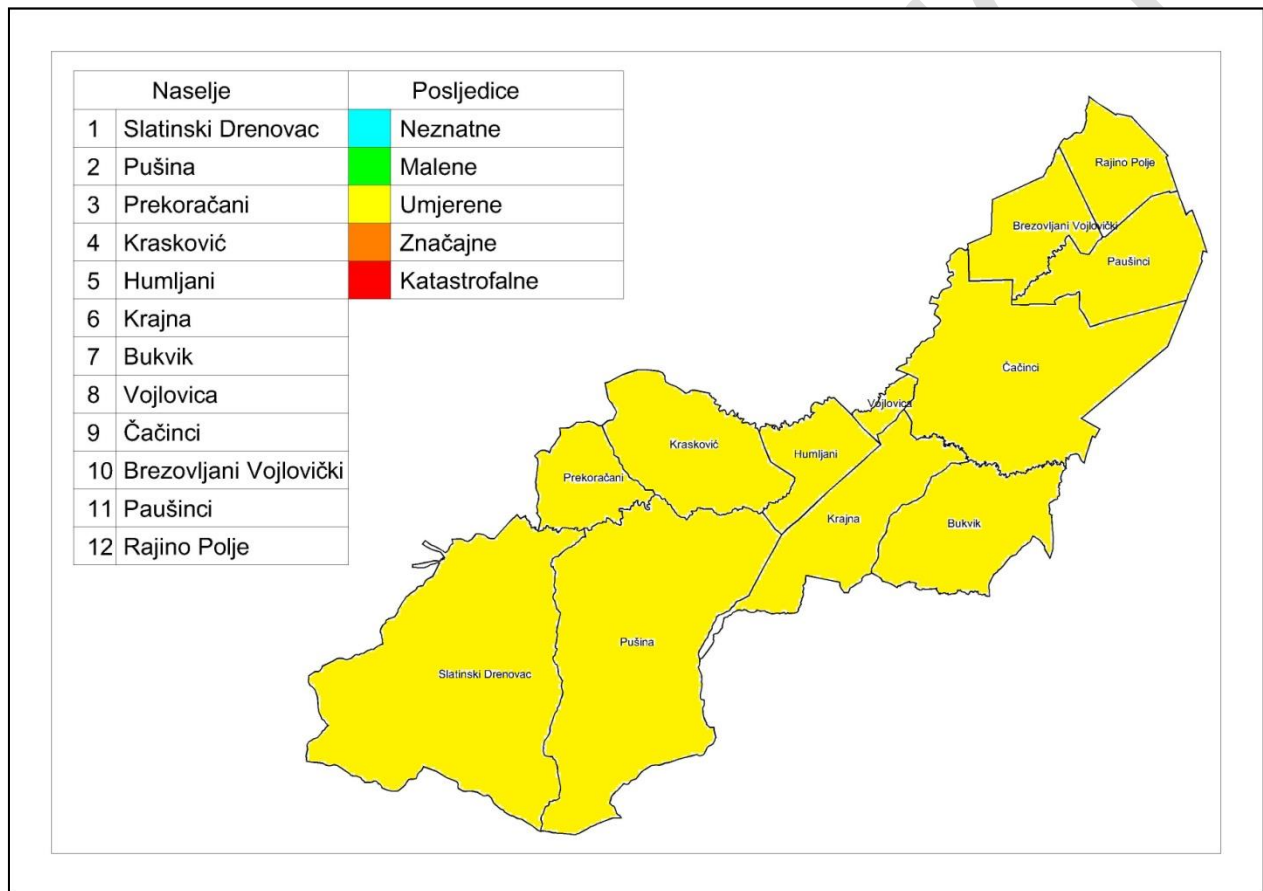 Naselje Posljedice
1 Slatinski Drenovac Neznatne
2 Pušina Malene
3 Prekoračani Umjerene
4 Krasković Značajne
5 Humljani Katastrofalne
6 Krajna
7 Bukvik
8 Vojlovica
9 Čačinci
10 Brezovljani Vojlovički
11 Paušinci
12 Rajino Polje
Rajino Polje
Brezovljani Vojlovički
Paušinci
Čačinci
Vojlovica
Krasković
Humljani
Prekoračani
Krajna
Bukvik
Pušina
Slatinski Drenovac